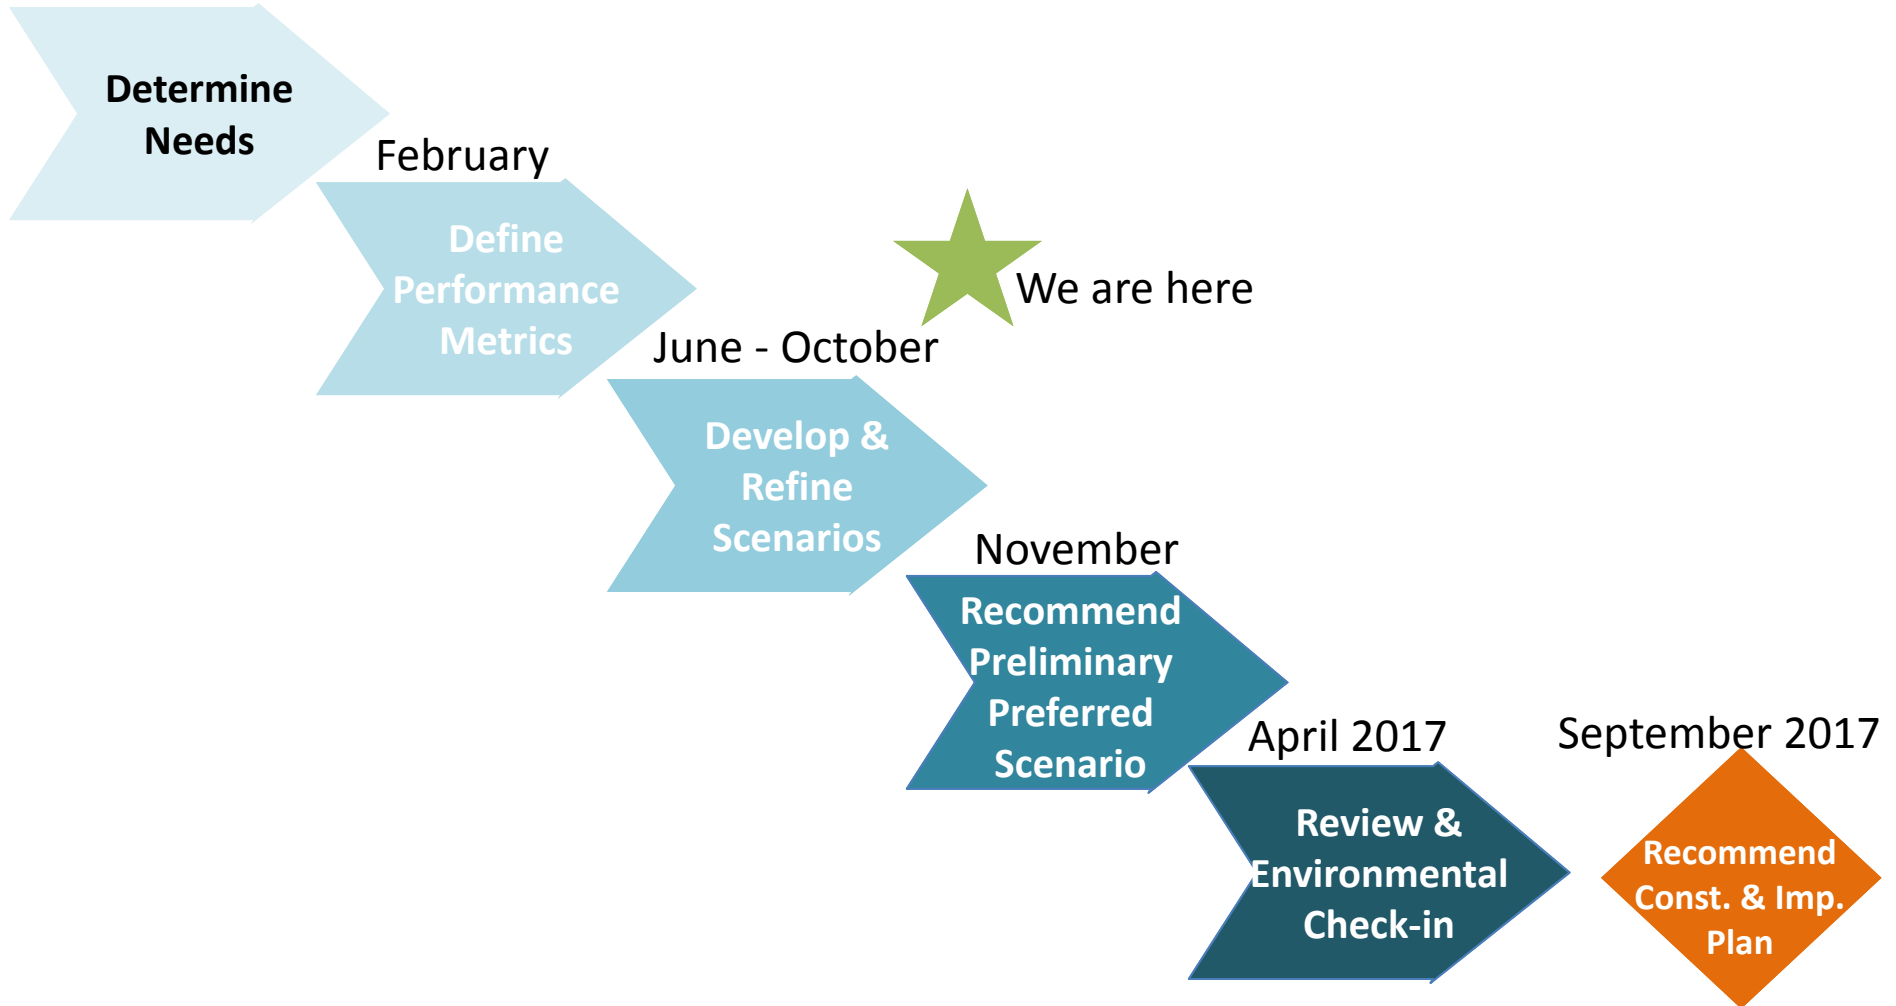 Determine
Needs
February
Define
Performance
Metrics
We are here
June - October
Develop &
Refine
Scenarios
November
Recommend
Preliminary
Preferred
Scenario
April 2017
Review &
Environmental
Check-in
September 2017
Recommend
Const. & Imp.
Plan